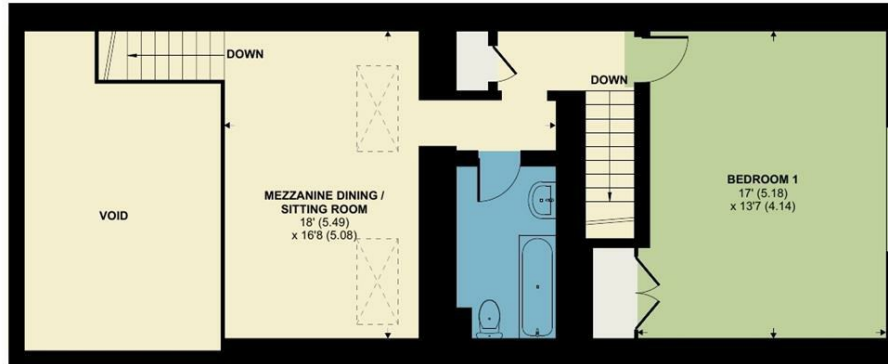 DOWN
VOID
MEZZANINE DINING /
SITTING ROOM
18' (5.49)
x 16'8 (5.08)
DOWN
BEDROOM 1
17' (5.18)
x 13'7 (4.14)